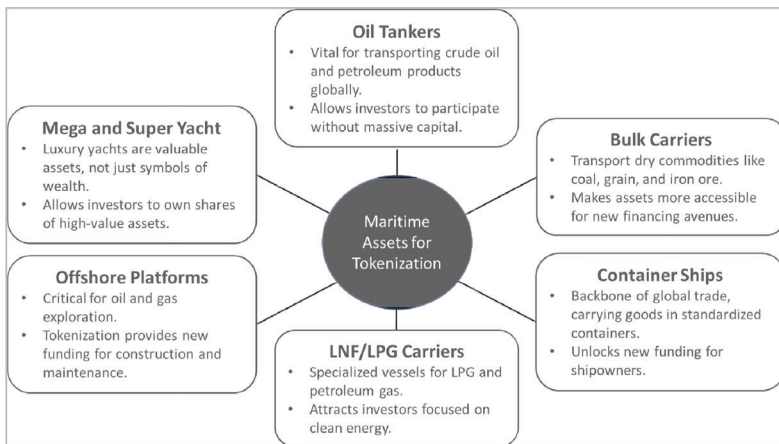 Oil Tankers
• Vital for transporting crude oil
and petroleum products
globally.
• Allows investors to participate
without massive capital.
Mega and Super Yacht
• Luxury yachts are valuable
assets, not just symbols of
wealth.
• Allows investors to own shares
of high-value assets.
Bulk Carriers
• Transport dry commodities like
coal, grain, and iron ore.
• Makes assets more accessible
for new financing avenues.
Maritime
Assets for
Tokenization
Offshore Platforms
• Critical for oil and gas
exploration.
• Tokenization provides new
funding for construction and
maintenance.
Container Ships
• Backbone of global trade,
carrying goods in standardized
containers.
• Unlocks new funding for
shipowners.
LNF/LPG Carriers
• Specialized vessels for LPG and
petroleum gas.
• Attracts investors focused on
clean energy.